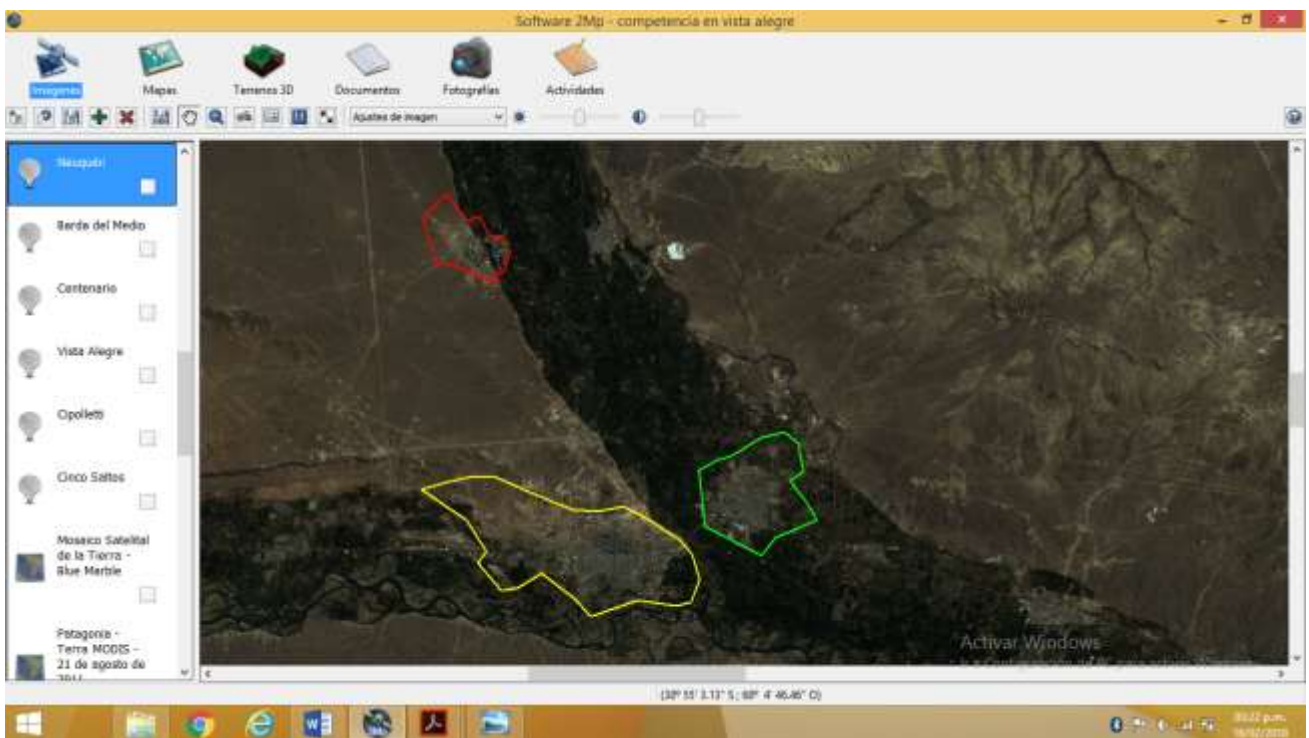 Software 2Mp - competencia en vista alegre
Imagenes
Mapas
Terrenos 3D
Documentos
Fotografías
Actividades
Ajustes de imagen
Neuquén
Barda del Medio
Centenario
Vista Alegre
Cipolletti
Cinco Saltos
Mosaico Satelital
de la Tierra -
Blue Marble
Patagonia -
Terra MODIS -
21 de agosto de
2011
Activar Windows